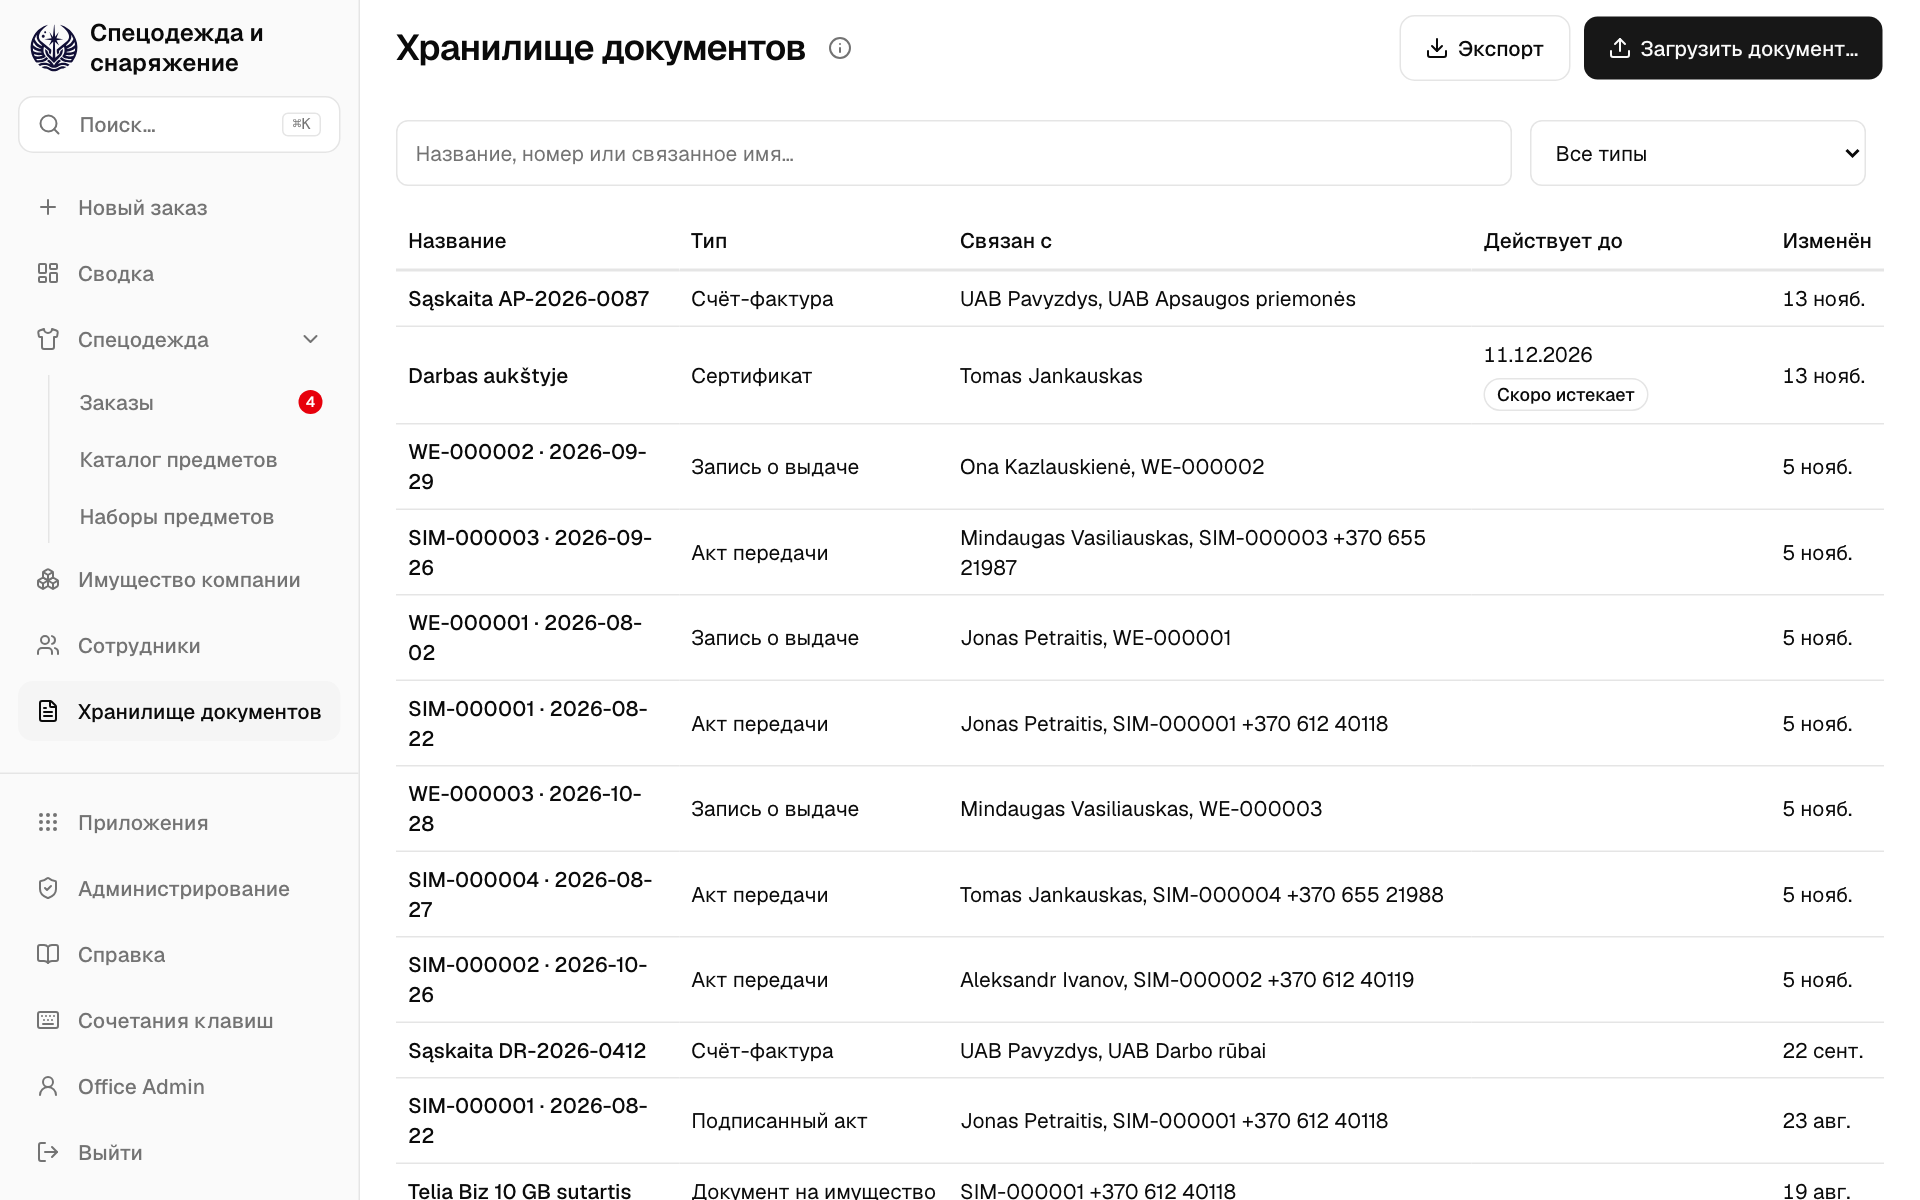 Спецодежда и
снаряжение
Поиск...
⌘K
Новый заказ
Сводка
Спецодежда
Заказы
4
Каталог предметов
Наборы предметов
Имущество компании
Сотрудники
Хранилище документов
Приложения
Администрирование
Справка
Сочетания клавиш
Office Admin
Выйти
Хранилище документов
Экспорт
Загрузить документ...
Название, номер или связанное имя...
Все типы
Название Тип Связан с Действует до Изменён
Sąskaita AP-2026-0087 Счёт-фактура UAB Pavyzdys, UAB Apsaugos priemonės 13 нояб.
Darbas aukštyje Сертификат Tomas Jankauskas 11.12.2026 13 нояб.
Скоро истекает
WE-000002 · 2026-09-
29
Запись о выдаче Ona Kazlauskienė, WE-000002 5 нояб.
SIM-000003 · 2026-09-
26
Акт передачи
Mindaugas Vasiliauskas, SIM-000003 +370 655
21987
5 нояб.
WE-000001 · 2026-08-
02
Запись о выдаче Jonas Petraitis, WE-000001 5 нояб.
SIM-000001 · 2026-08-
22
Акт передачи Jonas Petraitis, SIM-000001 +370 612 40118 5 нояб.
WE-000003 · 2026-10-
28
Запись о выдаче Mindaugas Vasiliauskas, WE-000003 5 нояб.
SIM-000004 · 2026-08-
27
Акт передачи Tomas Jankauskas, SIM-000004 +370 655 21988 5 нояб.
SIM-000002 · 2026-10-
26
Акт передачи Aleksandr Ivanov, SIM-000002 +370 612 40119 5 нояб.
Sąskaita DR-2026-0412 Счёт-фактура UAB Pavyzdys, UAB Darbo rūbai 22 сент.
SIM-000001 · 2026-08-
22
Подписанный акт Jonas Petraitis, SIM-000001 +370 612 40118 23 авг.
Telia Biz 10 GB sutartis Документ на имущество SIM-000001 +370 612 40118 19 авг.